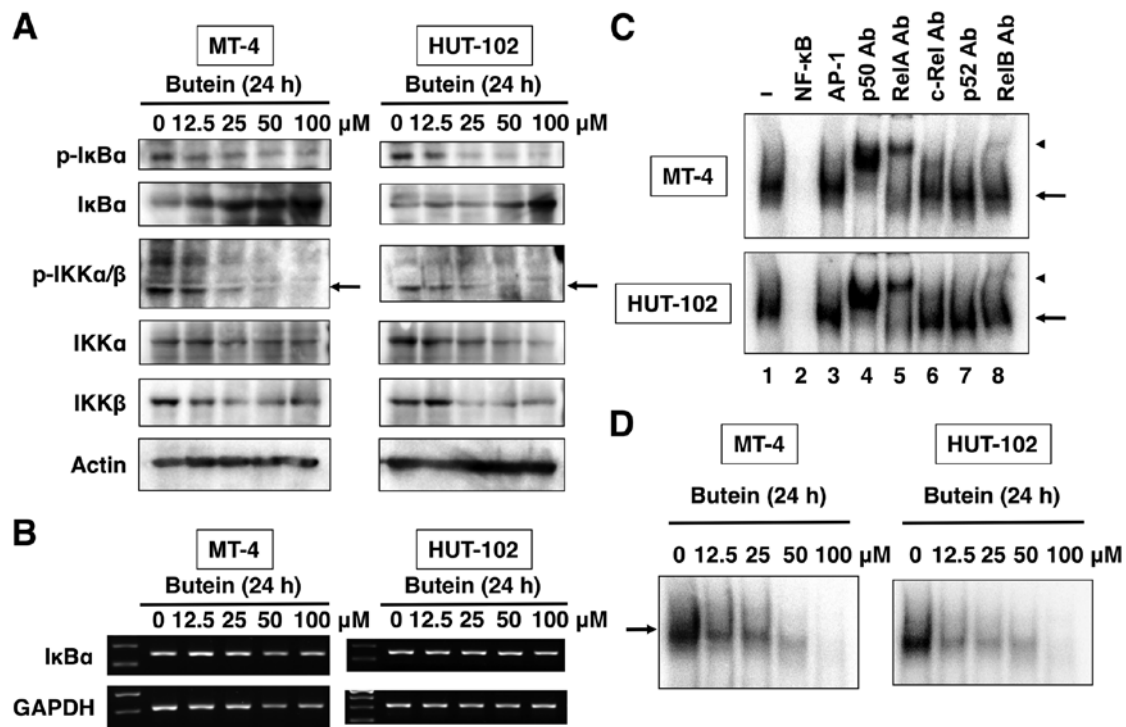 A
MT-4
HUT-102
Butein (24 h)
Butein (24 h)
0 12.5 25 50 100 μM
0 12.5 25 50 100 μM
p-IκBα
IκBα
p-IKKα/β
IKKα
IKKβ
Actin
B
MT-4
HUT-102
Butein (24 h)
Butein (24 h)
0 12.5 25 50 100 μM
0 12.5 25 50 100 μM
IκBα
GAPDH
C
–
NF-κB
AP-1
p50 Ab
RelA Ab
c-Rel Ab
p52 Ab
RelB Ab
MT-4
HUT-102
1 2 3 4 5 6 7 8
D
MT-4
HUT-102
Butein (24 h)
Butein (24 h)
0 12.5 25 50 100 μM
0 12.5 25 50 100 μM